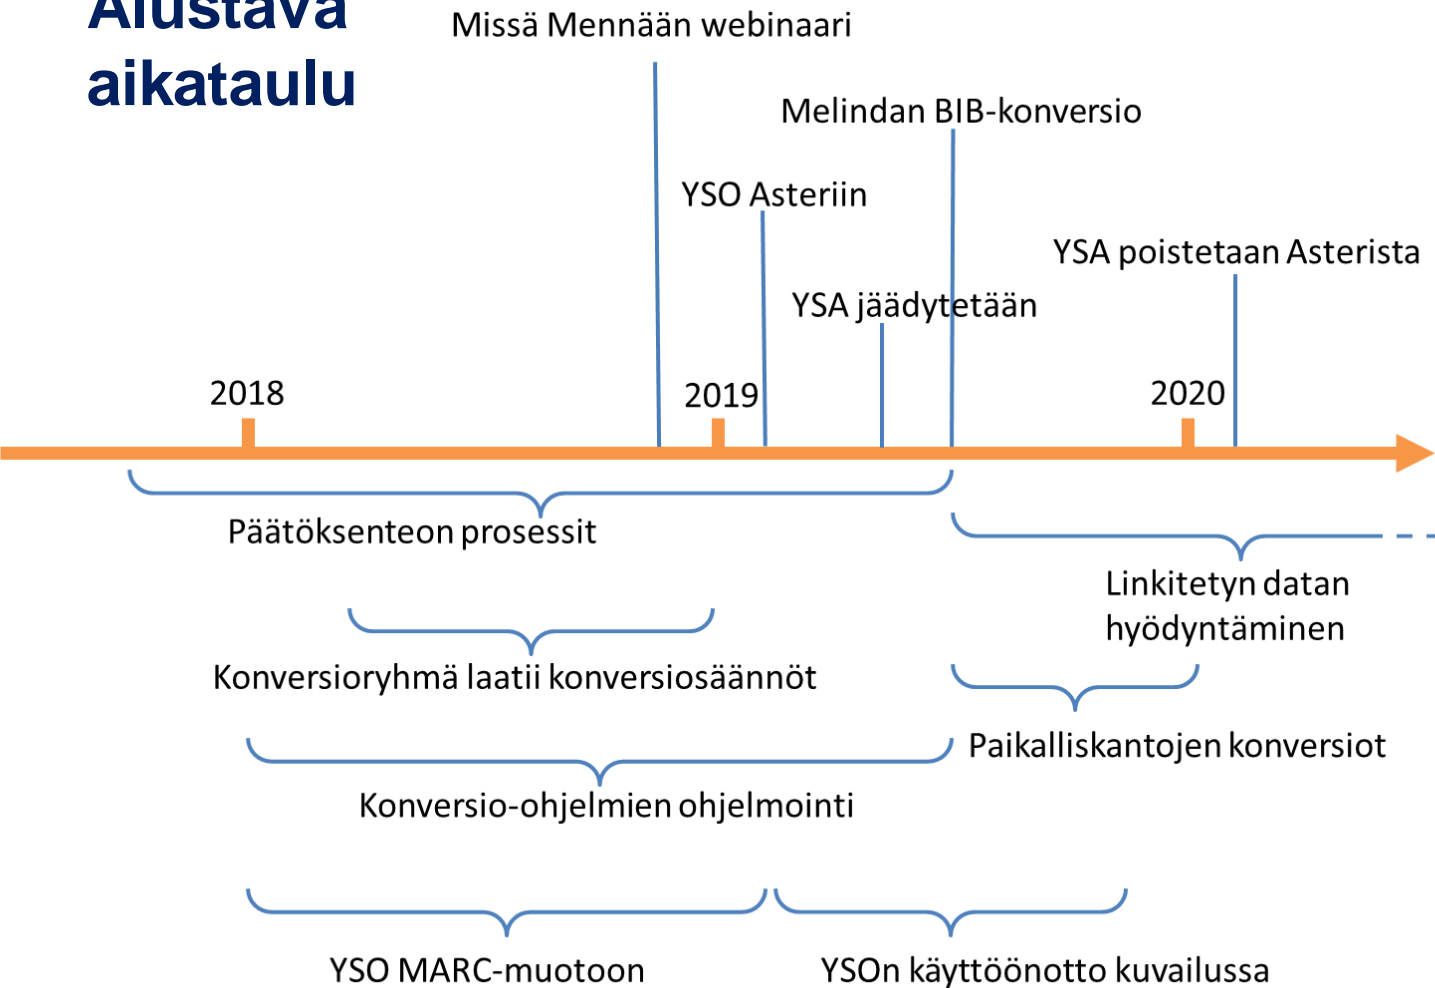 Alustava
aikataulu
Missä Mennään webinaari
Melindan BIB-konversio
YSO Asteriin
YSA poistetaan Asterista
YSA jäädytetään
2018
2019
2020
Päätöksenteon prosessit
Linkitetyn datan
hyödyntäminen
Konversioryhmä laatii konversiosäännöt
Paikalliskantojen konversiot
Konversio-ohjelmien ohjelmointi
YSO MARC-muotoon
YSOn käyttöönotto kuvailussa